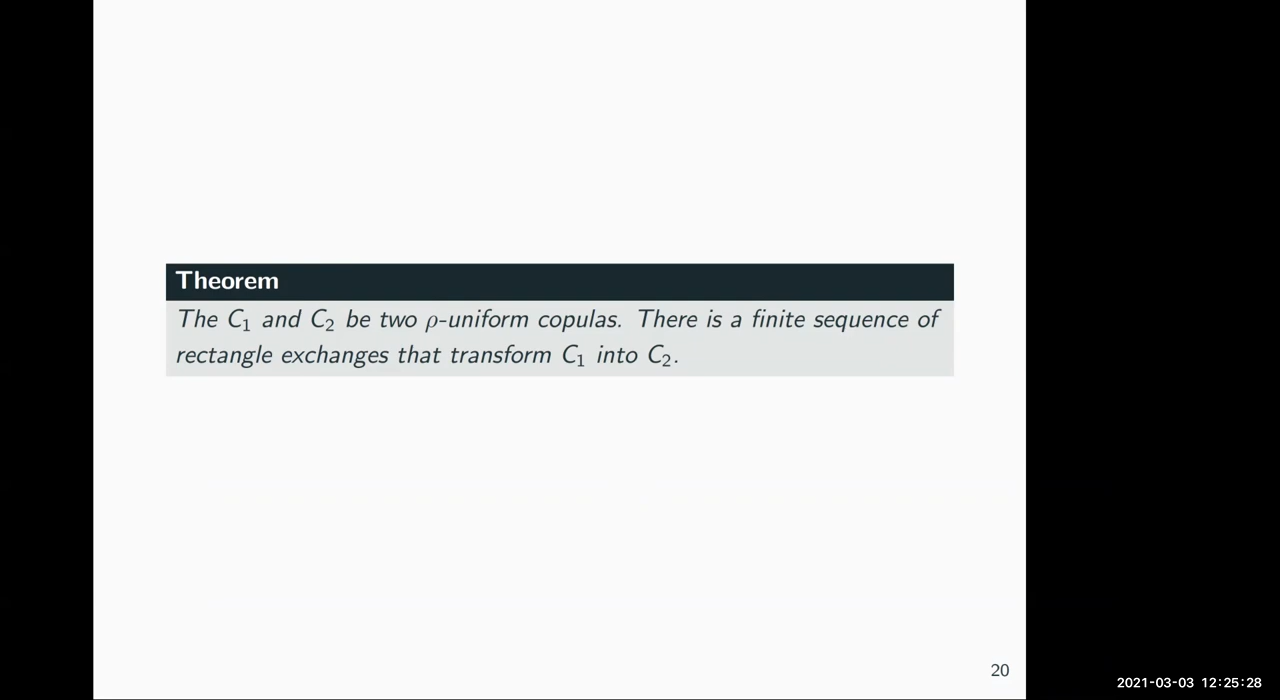 Theorem
The C₁ and C₂ be two ρ-uniform copulas. There is a finite sequence of
rectangle exchanges that transform C₁ into C₂.
20
2021-03-03 12:25:28